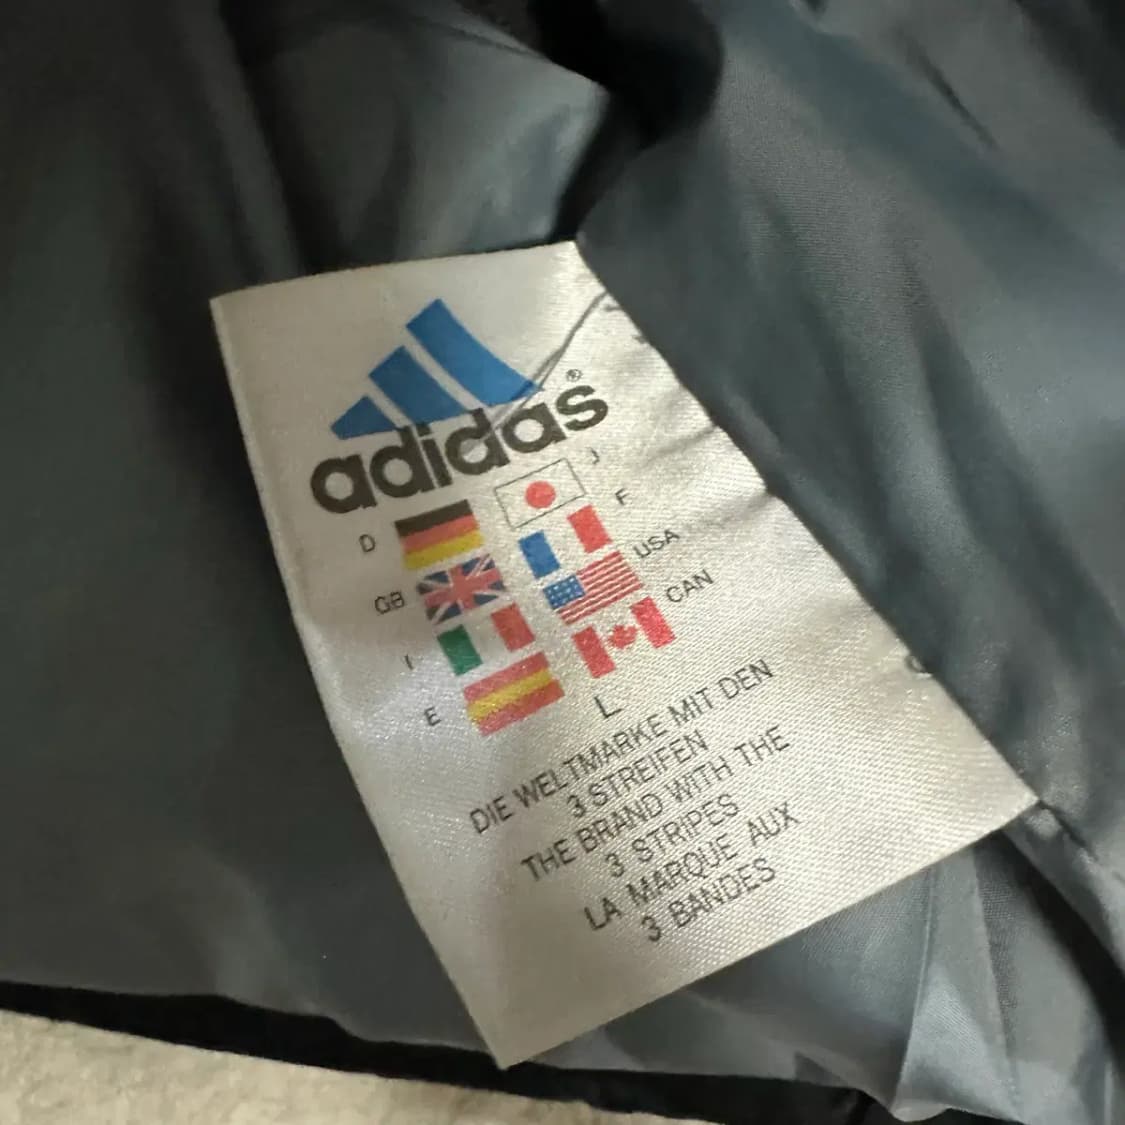 adidas®
D
J
F
GB
USA
I
CAN
E
L
DIE WELTMARKE MIT DEN
3 STREIFEN
THE BRAND WITH THE
3 STRIPES
LA MARQUE AUX
3 BANDES